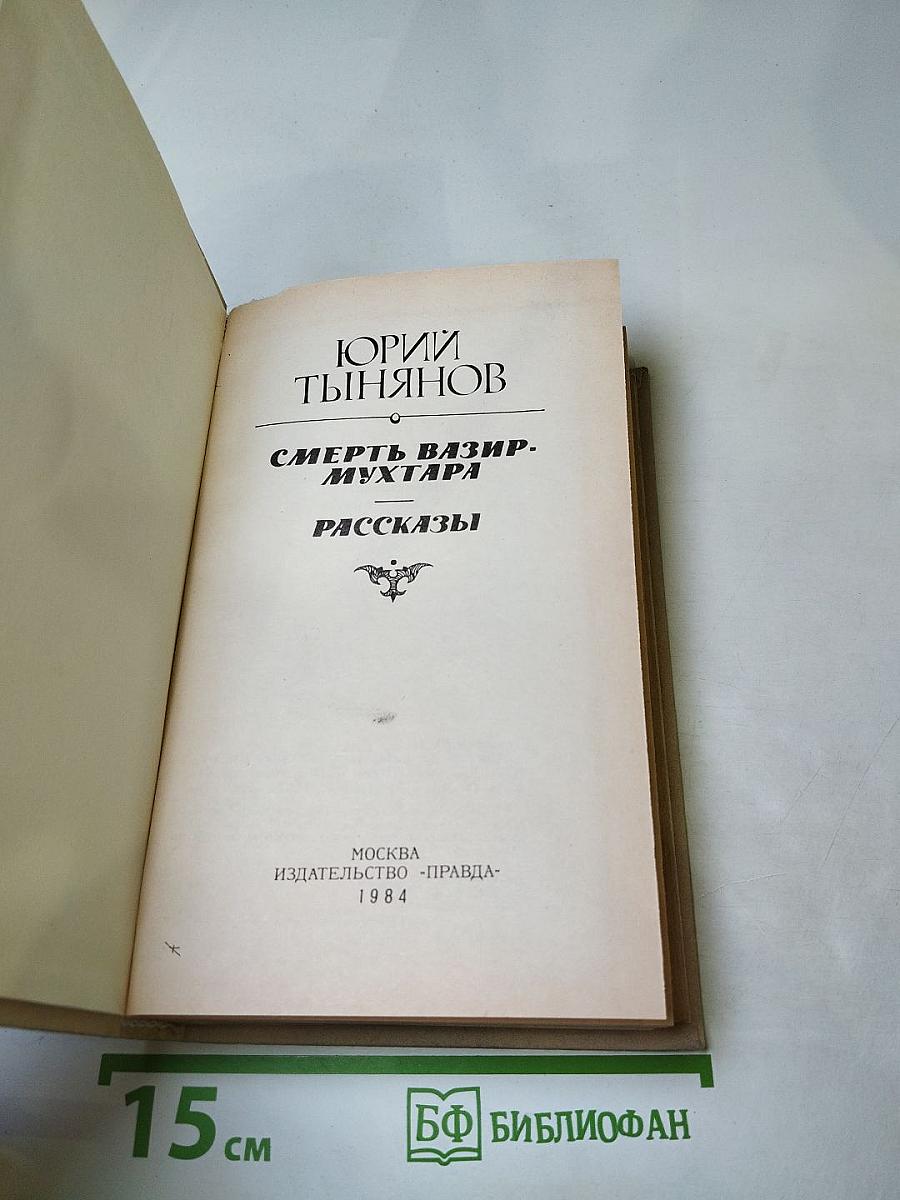 ЮРИЙ
ТЫНЯНОВ
СМЕРТЬ ВАЗИР-
МУХТАРА
РАССКАЗЫ
МОСКВА
ИЗДАТЕЛЬСТВО «ПРАВДА»
1984
15 см
БФ БИБЛИОФАН